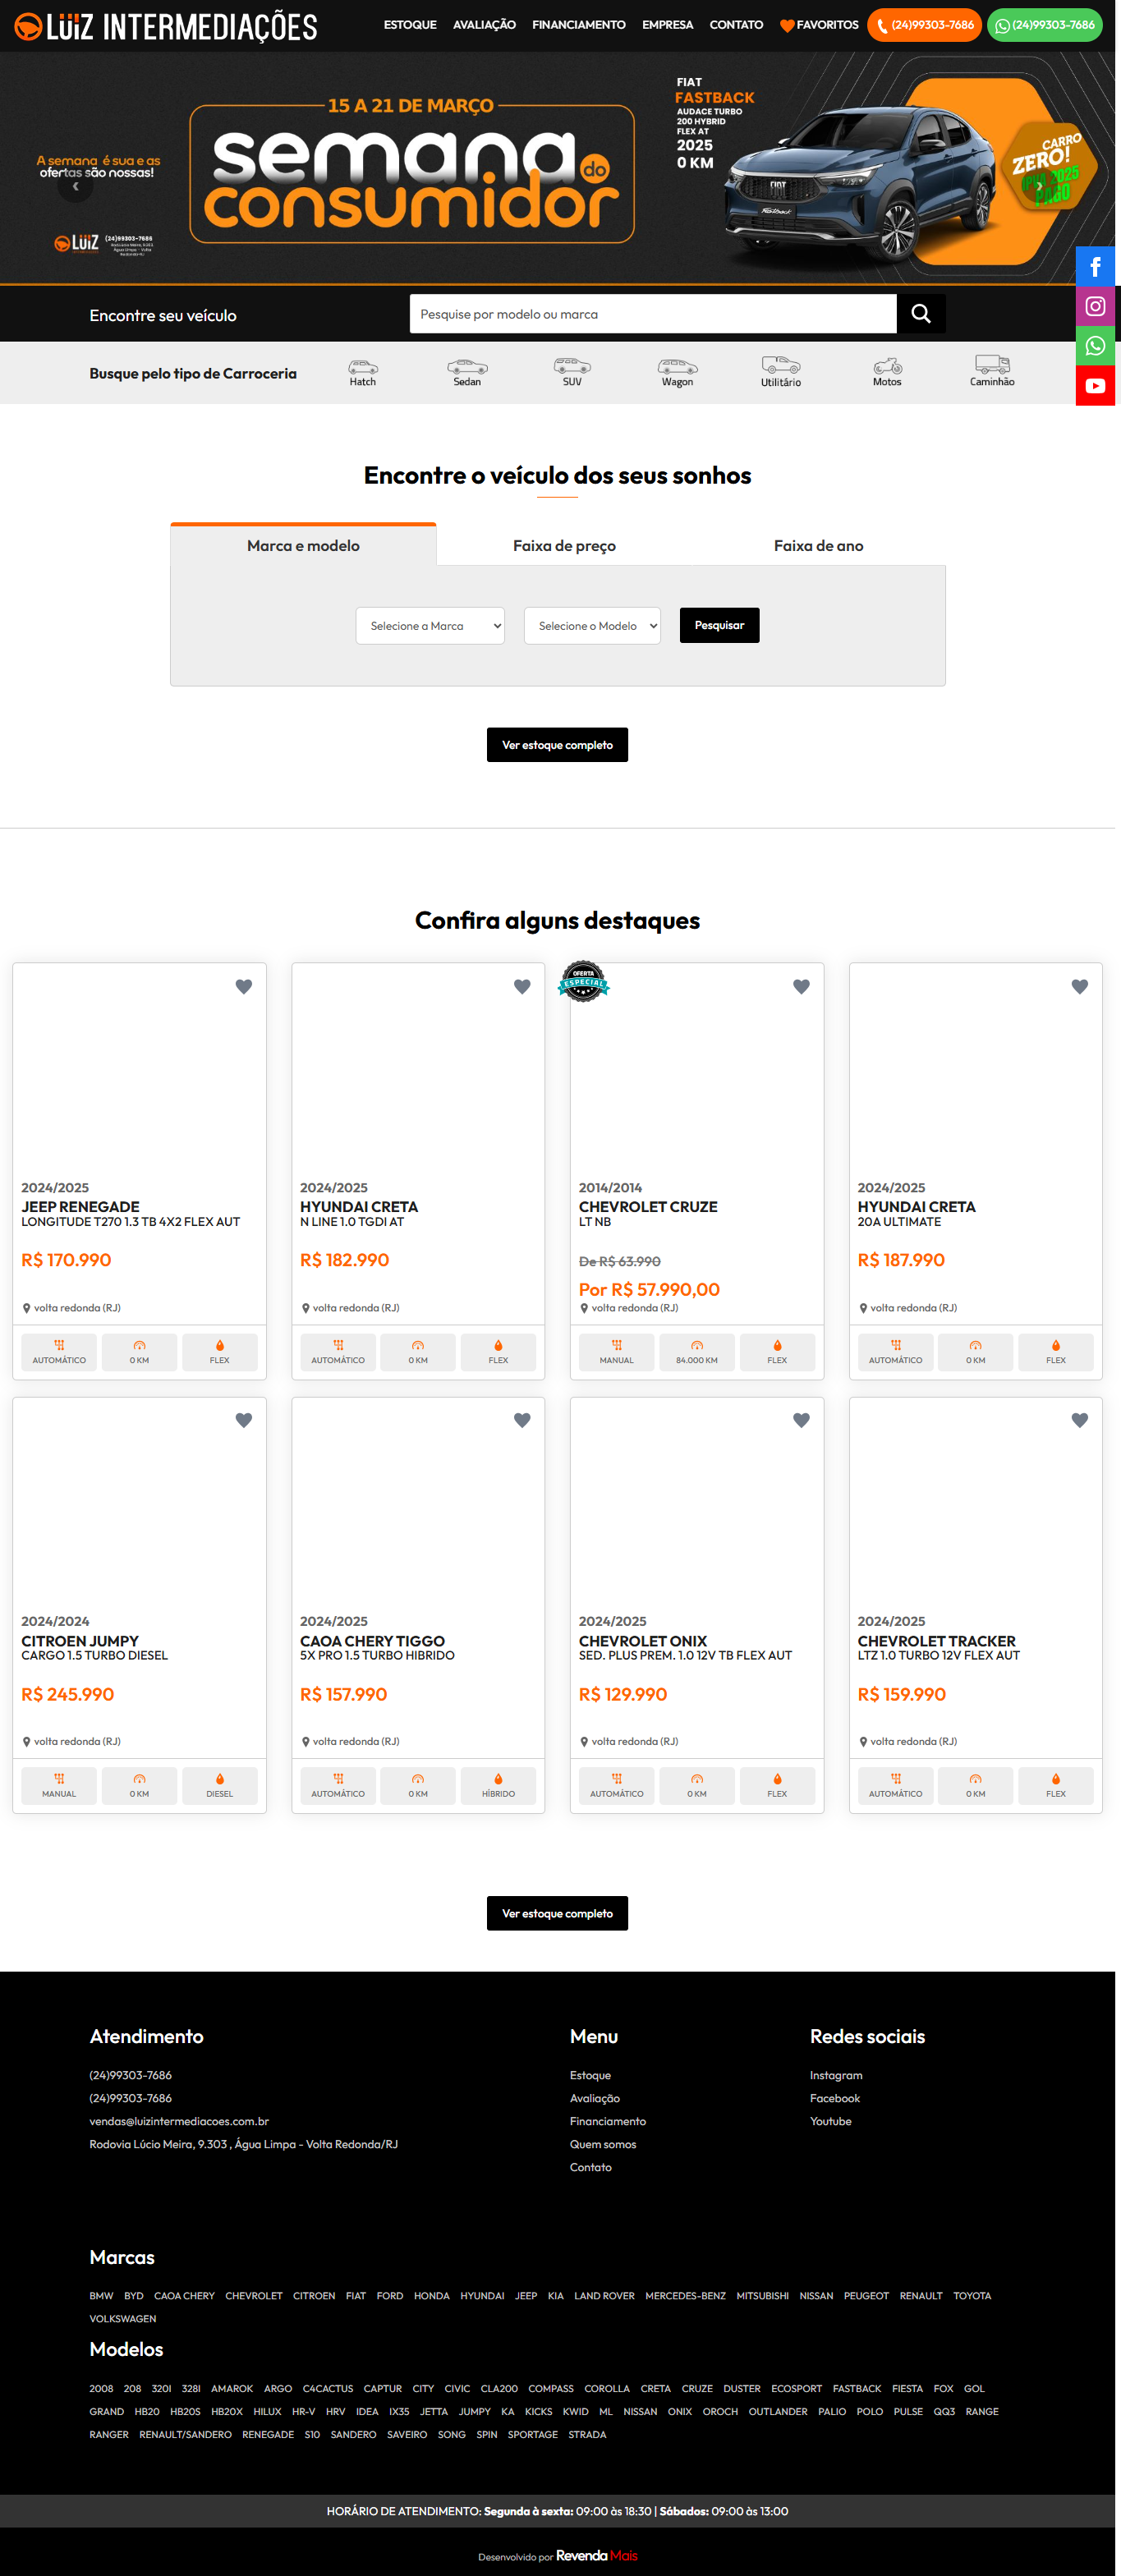 LUIZ INTERMEDIAÇÕES
ESTOQUE AVALIAÇÃO FINANCIAMENTO EMPRESA CONTATO FAVORITOS (24)99303-7686 (24)99303-7686
15 A 21 DE MARÇO
semana do
consumidor
A semana é sua e as
ofertas são nossas!
LUIZ (24)99303-7686
FIAT
FASTBACK
AUDACE TURBO
200 HYBRID
FLEX AT
2025
0 KM
CARRO
ZERO!
IPVA 2025
PAGO
Encontre seu veículo
Pesquise por modelo ou marca
Busque pelo tipo de Carroceria
Hatch Sedan SUV Wagon Utilitário Motos Caminhão
Encontre o veículo dos seus sonhos
Marca e modelo Faixa de preço Faixa de ano
Selecione a Marca Selecione o Modelo Pesquisar
Ver estoque completo
Confira alguns destaques
2024/2025
JEEP RENEGADE
LONGITUDE T270 1.3 TB 4X2 FLEX AUT
R$ 170.990
volta redonda (RJ)
AUTOMÁTICO 0 KM FLEX
2024/2025
HYUNDAI CRETA
N LINE 1.0 TGDI AT
R$ 182.990
volta redonda (RJ)
AUTOMÁTICO 0 KM FLEX
OFERTA
ESPECIAL
2014/2014
CHEVROLET CRUZE
LT NB
De R$ 63.990
Por R$ 57.990,00
volta redonda (RJ)
MANUAL 84.000 KM FLEX
2024/2025
HYUNDAI CRETA
20A ULTIMATE
R$ 187.990
volta redonda (RJ)
AUTOMÁTICO 0 KM FLEX
2024/2024
CITROEN JUMPY
CARGO 1.5 TURBO DIESEL
R$ 245.990
volta redonda (RJ)
MANUAL 0 KM DIESEL
2024/2025
CAOA CHERY TIGGO
5X PRO 1.5 TURBO HIBRIDO
R$ 157.990
volta redonda (RJ)
AUTOMÁTICO 0 KM HÍBRIDO
2024/2025
CHEVROLET ONIX
SED. PLUS PREM. 1.0 12V TB FLEX AUT
R$ 129.990
volta redonda (RJ)
AUTOMÁTICO 0 KM FLEX
2024/2025
CHEVROLET TRACKER
LTZ 1.0 TURBO 12V FLEX AUT
R$ 159.990
volta redonda (RJ)
AUTOMÁTICO 0 KM FLEX
Ver estoque completo
Atendimento
(24)99303-7686
(24)99303-7686
vendas@luizintermediacoes.com.br
Rodovia Lúcio Meira, 9.303 , Água Limpa - Volta Redonda/RJ
Menu
Estoque
Avaliação
Financiamento
Quem somos
Contato
Redes sociais
Instagram
Facebook
Youtube
Marcas
BMW BYD CAOA CHERY CHEVROLET CITROEN FIAT FORD HONDA HYUNDAI JEEP KIA LAND ROVER MERCEDES-BENZ MITSUBISHI NISSAN PEUGEOT RENAULT TOYOTA
VOLKSWAGEN
Modelos
2008 208 320I 328I AMAROK ARGO C4CACTUS CAPTUR CITY CIVIC CLA200 COMPASS COROLLA CRETA CRUZE DUSTER ECOSPORT FASTBACK FIESTA FOX GOL
GRAND HB20 HB20S HB20X HILUX HR-V HRV IDEA IX35 JETTA JUMPY KA KICKS KWID ML NISSAN ONIX OROCH OUTLANDER PALIO POLO PULSE QQ3 RANGE
RANGER RENAULT/SANDERO RENEGADE S10 SANDERO SAVEIRO SONG SPIN SPORTAGE STRADA
HORÁRIO DE ATENDIMENTO: Segunda à sexta: 09:00 às 18:30 | Sábados: 09:00 às 13:00
Desenvolvido por Revenda Mais